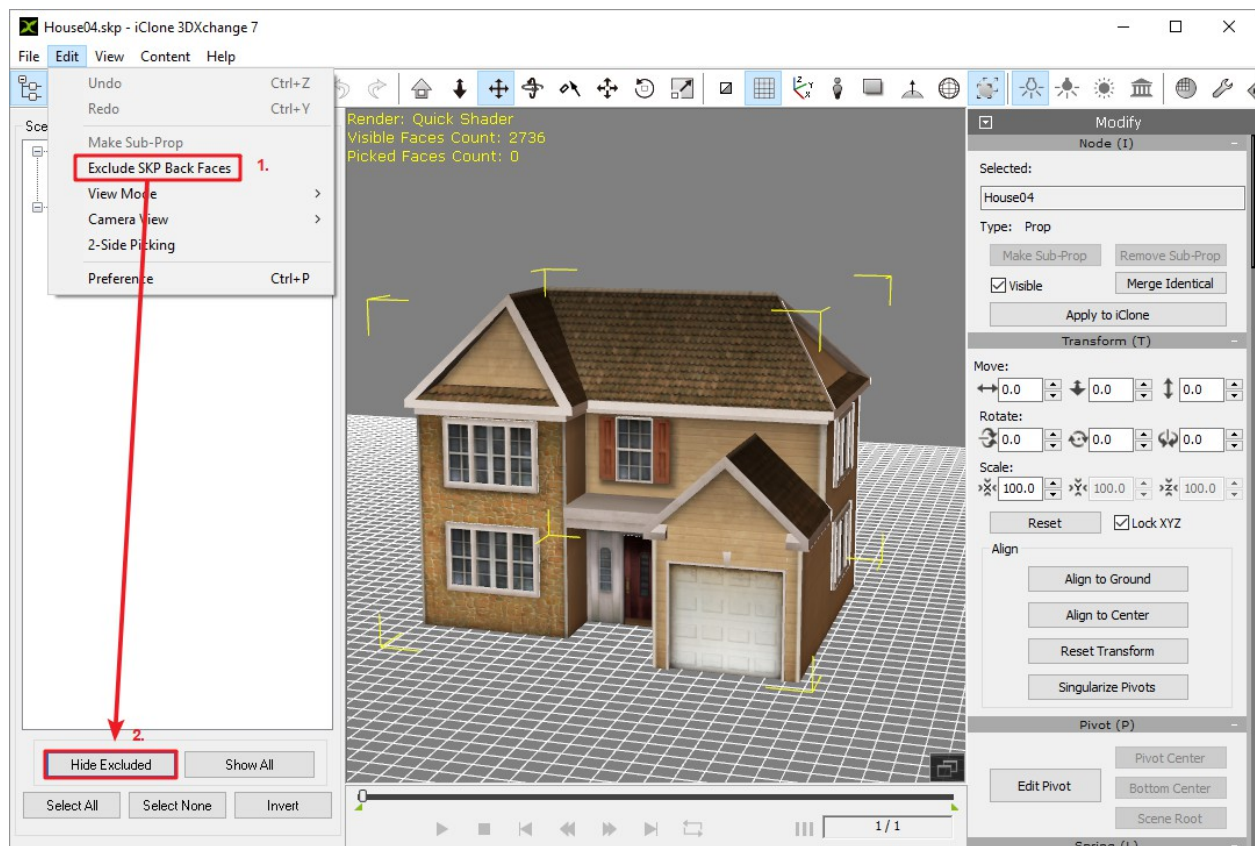 House04.skp - iClone 3DXchange 7
File Edit View Content Help
Undo Ctrl+Z
Redo Ctrl+Y
Make Sub-Prop
Exclude SKP Back Faces 1.
View Mode
Camera View
2-Side Picking
Preference Ctrl+P
Sce
Render: Quick Shader
Visible Faces Count: 2736
Picked Faces Count: 0
2.
Hide Excluded Show All
Select All Select None Invert
1 / 1
Modify
Node (I)
Selected:
House04
Type: Prop
Make Sub-Prop Remove Sub-Prop
Visible Merge Identical
Apply to iClone
Transform (T)
Move:
0.0 0.0 0.0
Rotate:
0.0 0.0 0.0
Scale:
100.0 100.0 100.0
Reset Lock XYZ
Align
Align to Ground
Align to Center
Reset Transform
Singularize Pivots
Pivot (P)
Pivot Center
Edit Pivot Bottom Center
Scene Root
Spring (L)